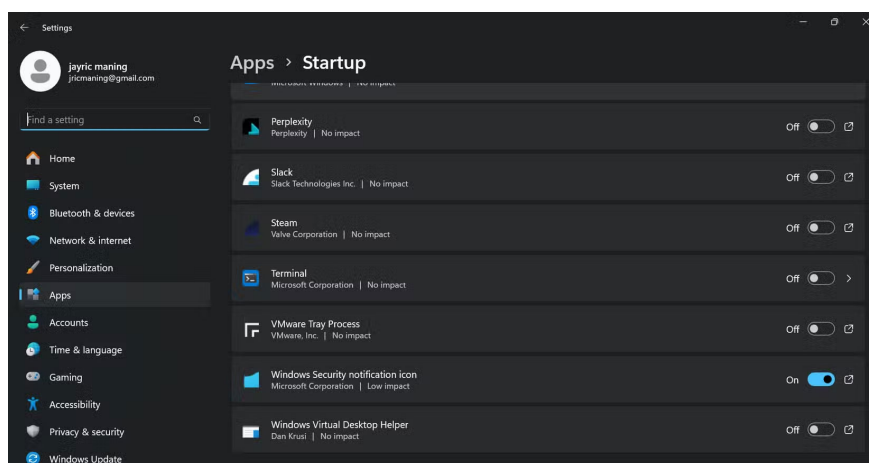 Settings
jayric maning
jricmaning@gmail.com
Find a setting
Home
System
Bluetooth & devices
Network & internet
Personalization
Apps
Accounts
Time & language
Gaming
Accessibility
Privacy & security
Windows Update
Apps > Startup
Microsoft Windows | No impact
Perplexity
Perplexity | No impact
Off
Slack
Slack Technologies Inc. | No impact
Off
Steam
Valve Corporation | No impact
Off
Terminal
Microsoft Corporation | No impact
Off
VMware Tray Process
VMware, Inc. | No impact
Off
Windows Security notification icon
Microsoft Corporation | Low impact
On
Windows Virtual Desktop Helper
Dan Krusi | No impact
Off